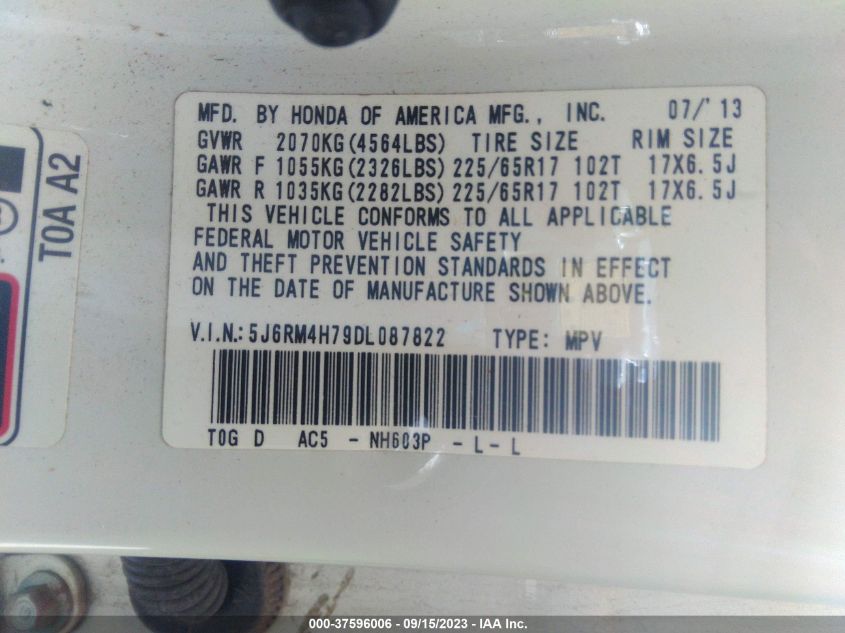 MFD. BY HONDA OF AMERICA MFG., INC. 07/'13
GVWR 2070KG(4564LBS) TIRE SIZE RIM SIZE
GAWR F 1055KG(2326LBS) 225/65R17 102T 17X6.5J
GAWR R 1035KG(2282LBS) 225/65R17 102T 17X6.5J
THIS VEHICLE CONFORMS TO ALL APPLICABLE
FEDERAL MOTOR VEHICLE SAFETY
AND THEFT PREVENTION STANDARDS IN EFFECT
ON THE DATE OF MANUFACTURE SHOWN ABOVE.
V.I.N.:5J6RM4H79DL087822 TYPE: MPV
T0G D AC5 - NH603P - L - L
T0A A2
000-37596006 - 09/15/2023 - IAA Inc.